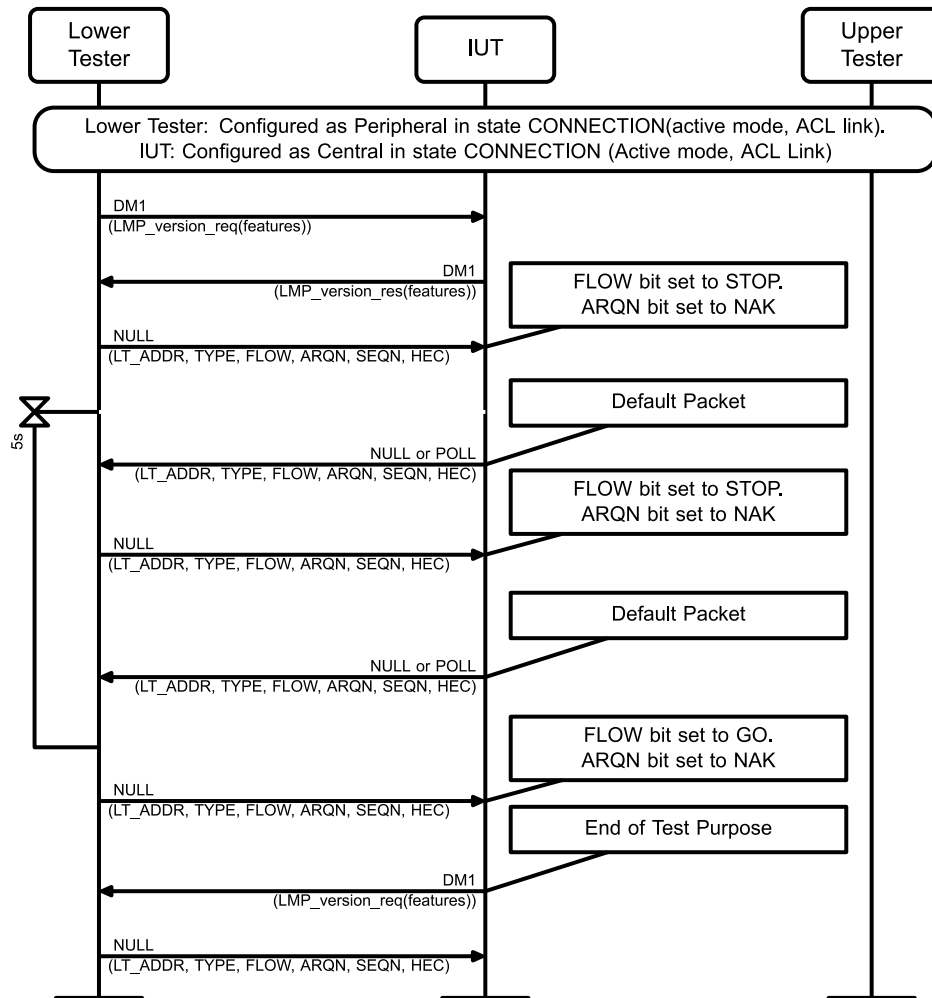 Lower
Tester
IUT
Upper
Tester
Lower Tester: Configured as Peripheral in state CONNECTION(active mode, ACL link).
IUT: Configured as Central in state CONNECTION (Active mode, ACL Link)
DM1
(LMP_version_req(features))
DM1
(LMP_version_res(features))
FLOW bit set to STOP.
ARQN bit set to NAK
NULL
(LT_ADDR, TYPE, FLOW, ARQN, SEQN, HEC)
5s
Default Packet
NULL or POLL
(LT_ADDR, TYPE, FLOW, ARQN, SEQN, HEC)
FLOW bit set to STOP.
ARQN bit set to NAK
NULL
(LT_ADDR, TYPE, FLOW, ARQN, SEQN, HEC)
Default Packet
NULL or POLL
(LT_ADDR, TYPE, FLOW, ARQN, SEQN, HEC)
FLOW bit set to GO.
ARQN bit set to NAK
NULL
(LT_ADDR, TYPE, FLOW, ARQN, SEQN, HEC)
End of Test Purpose
DM1
(LMP_version_req(features))
NULL
(LT_ADDR, TYPE, FLOW, ARQN, SEQN, HEC)